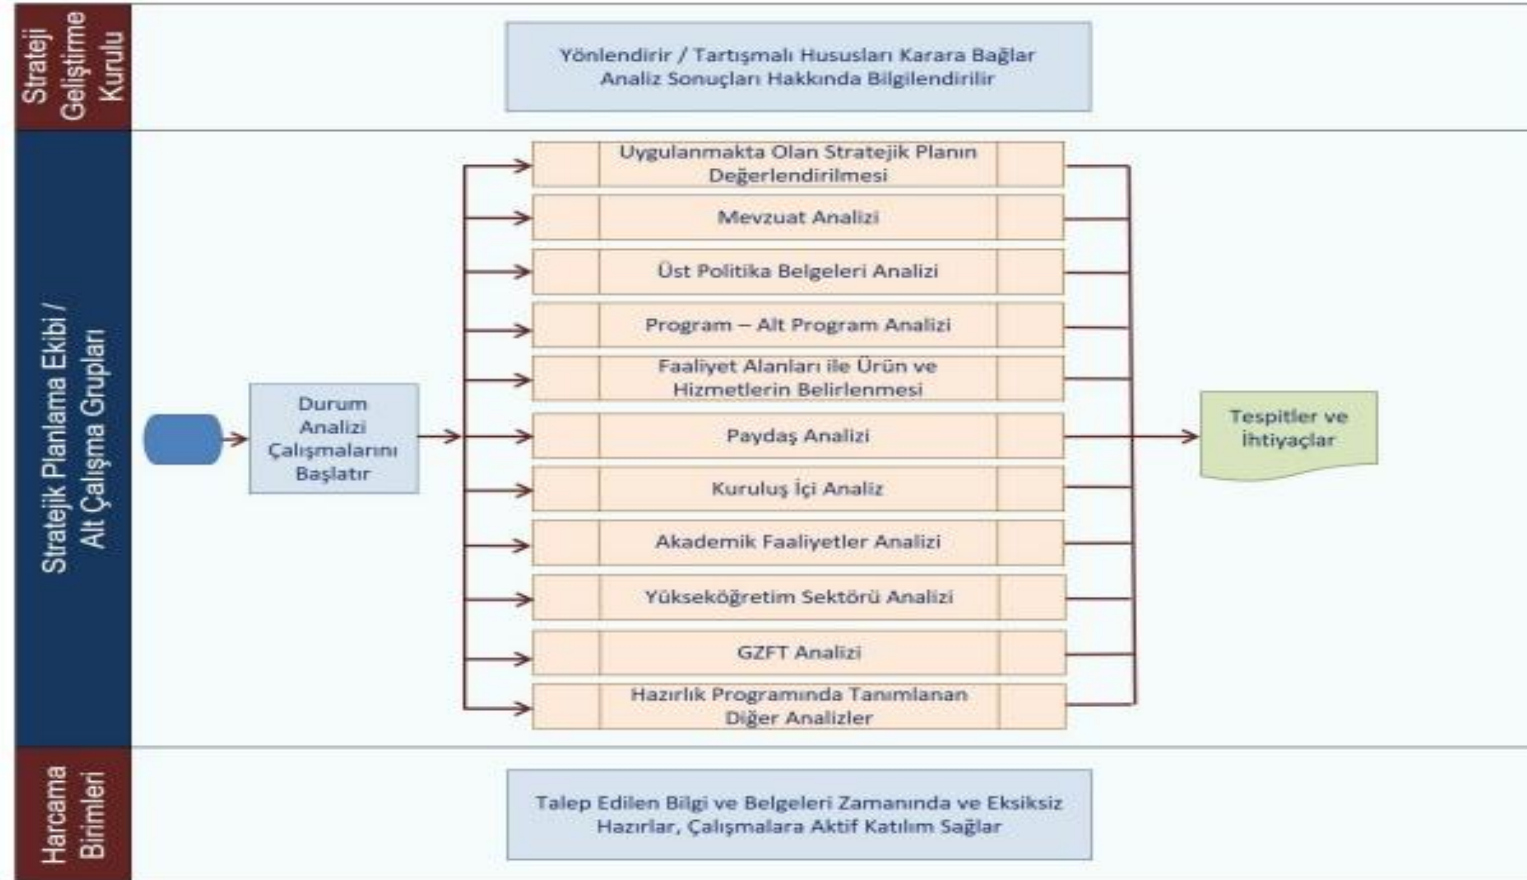 Strateji
Geliştirme
Kurulu
Yönlendirir / Tartışmalı Hususları Karara Bağlar
Analiz Sonuçları Hakkında Bilgilendirilir
Stratejik Planlama Ekibi /
Alt Çalışma Grupları
Durum
Analizi
Çalışmalarını
Başlatır
Uygulanmakta Olan Stratejik Planın
Değerlendirilmesi
Mevzuat Analizi
Üst Politika Belgeleri Analizi
Program – Alt Program Analizi
Faaliyet Alanları ile Ürün ve
Hizmetlerin Belirlenmesi
Paydaş Analizi
Kuruluş İçi Analiz
Akademik Faaliyetler Analizi
Yükseköğretim Sektörü Analizi
GZFT Analizi
Hazırlık Programında Tanımlanan
Diğer Analizler
Tespitler ve
İhtiyaçlar
Harcama
Birimleri
Talep Edilen Bilgi ve Belgeleri Zamanında ve Eksiksiz
Hazırlar, Çalışmalara Aktif Katılım Sağlar